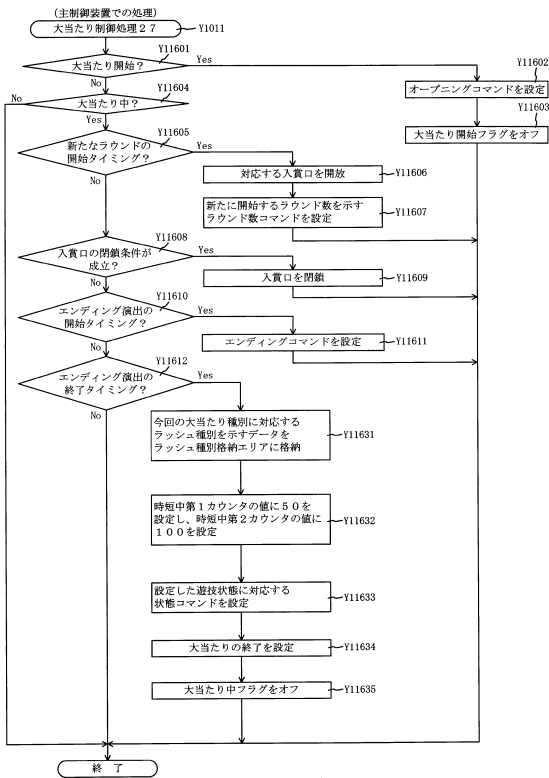 (主制御装置での処理)
大当たり制御処理27
Y1011
Y11601
大当たり開始?
Yes
No
Y11602
オープニングコマンドを設定
Y11603
大当たり開始フラグをオフ
Y11604
No
大当たり中?
Yes
Y11605
新たなラウンドの
開始タイミング?
Yes
No
対応する入賞口を開放
Y11606
新たに開始するラウンド数を示す
ラウンド数コマンドを設定
Y11607
Y11608
入賞口の閉鎖条件が
成立?
Yes
No
入賞口を閉鎖
Y11609
Y11610
エンディング演出の
開始タイミング?
Yes
No
エンディングコマンドを設定
Y11611
Y11612
エンディング演出の
終了タイミング?
Yes
No
今回の大当たり種別に対応する
ラッシュ種別を示すデータを
ラッシュ種別格納エリアに格納
Y11631
時短中第1カウンタの値に50を
設定し、時短中第2カウンタの値に
100を設定
Y11632
設定した遊技状態に対応する
状態コマンドを設定
Y11633
大当たりの終了を設定
Y11634
大当たり中フラグをオフ
Y11635
終 了